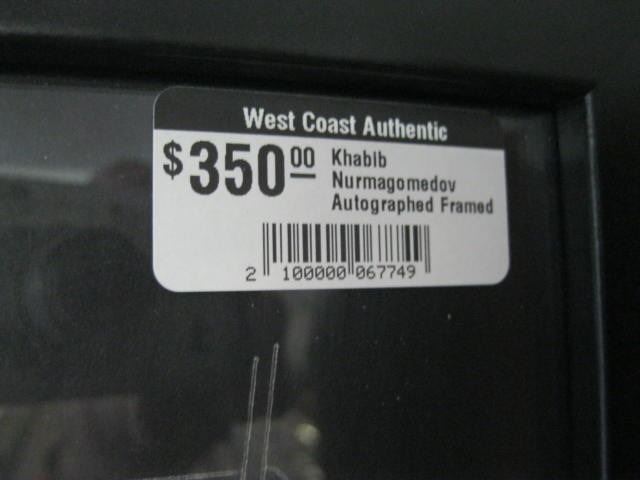 West Coast Authentic
$350 00 Khabib
Nurmagomedov
Autographed Framed
2 100000 067749